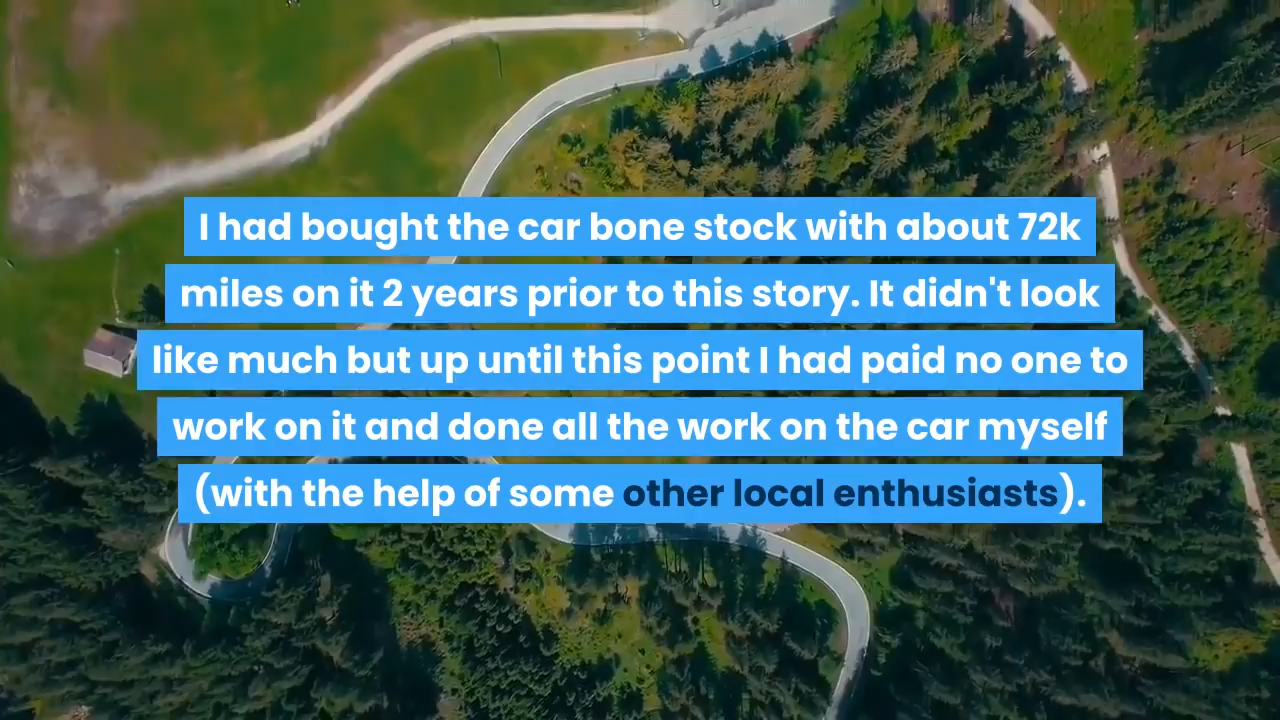 I had bought the car bone stock with about 72k
miles on it 2 years prior to this story. It didn't look
like much but up until this point I had paid no one to
work on it and done all the work on the car myself
(with the help of some other local enthusiasts).